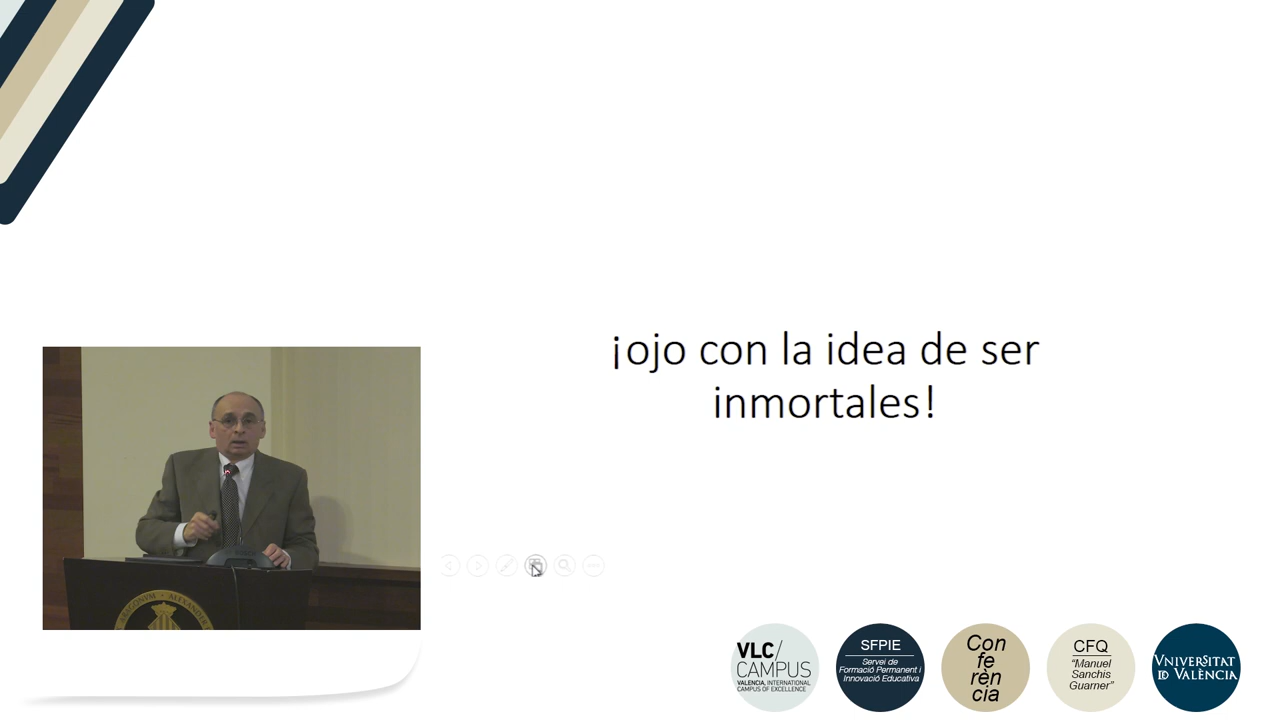 ¡ojo con la idea de ser
inmortales!
VLC/
CAMPUS
VALENCIA, INTERNATIONAL
CAMPUS OF EXCELLENCE
SFPIE
Servei de
Formació Permanent i
Innovació Educativa
Con
fe
rèn
cia
CFQ
"Manuel
Sanchis
Guarner"
VNIVERSITAT
ID VALÈNCIA